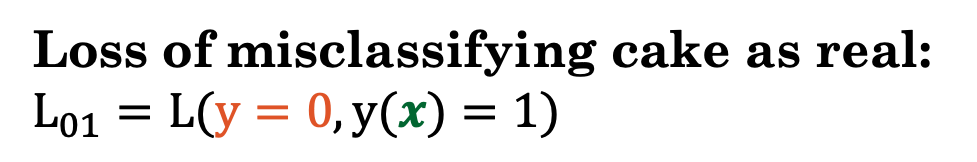 Loss of misclassifying cake as real:
L₀₁ = L(y = 0, y(x) = 1)